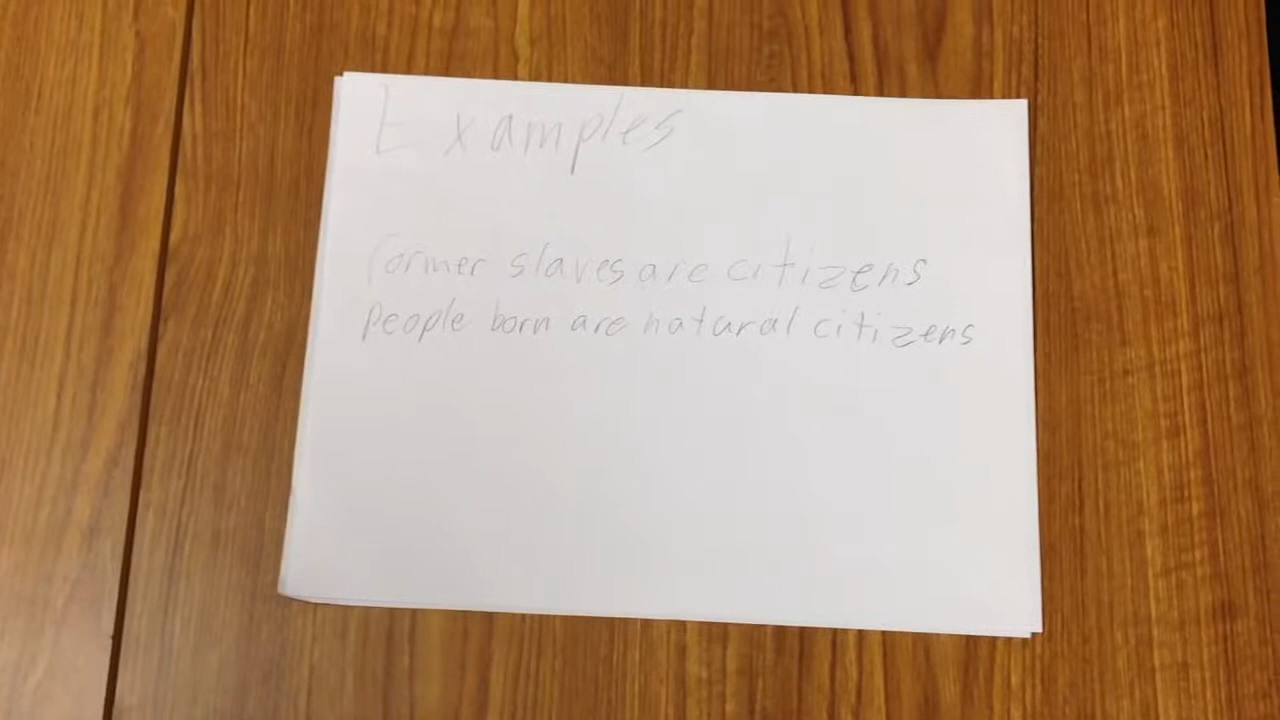 Examples
Former slaves are citizens
People born are natural citizens